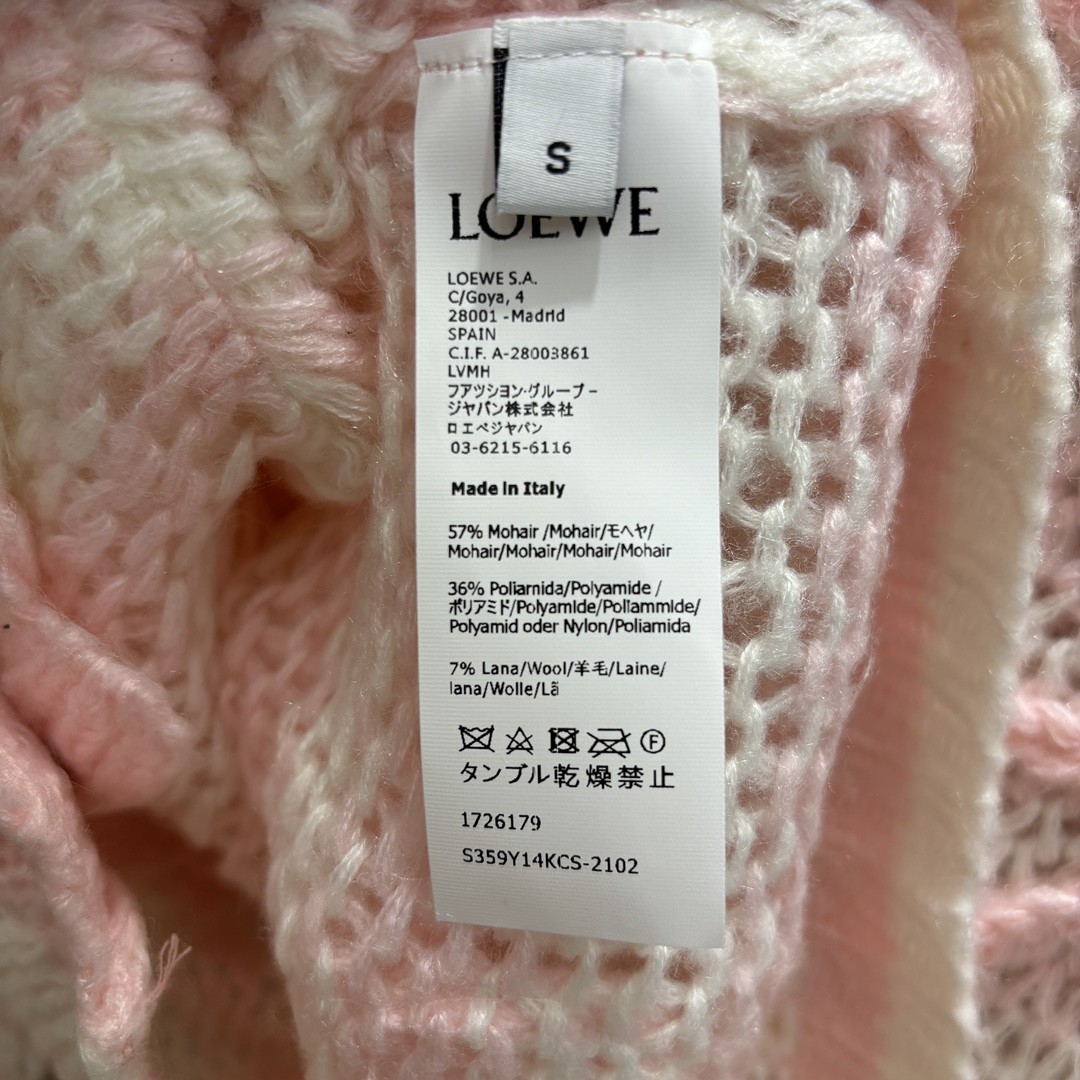 S
LOEWE
LOEWE S.A.
C/Goya, 4
28001 -Madrid
SPAIN
C.I.F. A-28003861
LVMH
フアツシヨン・グループ-
ジャパン株式会社
ロエベジャパン
03-6215-6116
Made in Italy
57% Mohair /Mohair/モヘヤ/
Mohair/Mohair/Mohair/Mohair
36% Poliarnida/Polyamide /
ポリアミド/Polyamide/Poliammide/
Polyamid oder Nylon/Poliamida
7% Lana/Wool/羊毛/Laine/
lana/Wolle/Lã
F
タンブル乾燥禁止
1726179
S359Y14KCS-2102